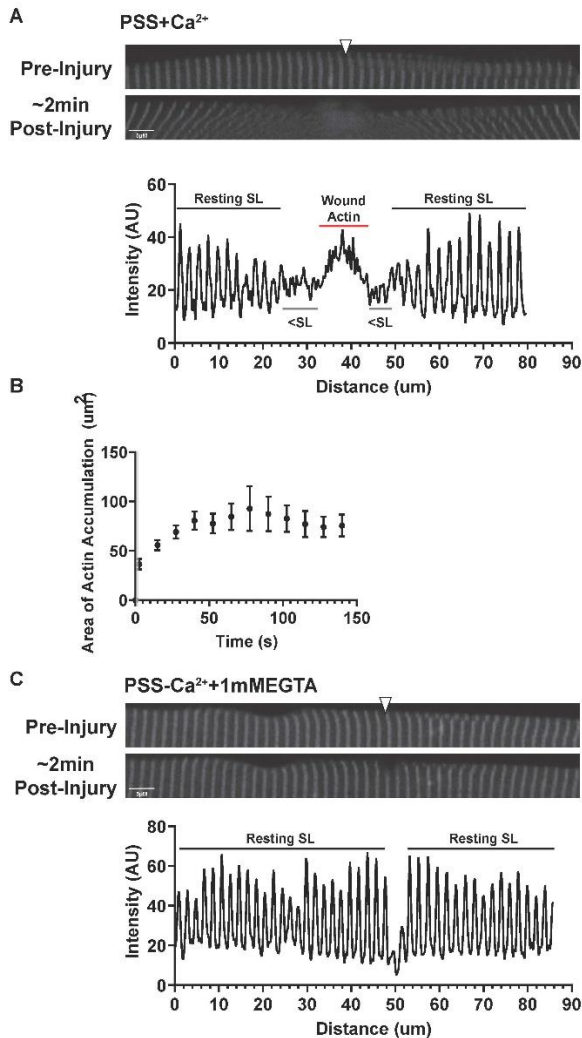 A
PSS+Ca²⁺
Pre-Injury
~2min
Post-Injury
5μm
60
40
20
0
Intensity (AU)
Resting SL
Wound
Actin
Resting SL
<SL
<SL
0 10 20 30 40 50 60 70 80 90
Distance (um)
B
Area of Actin Accumulation (um²)
150
100
50
0
0 50 100 150
Time (s)
C
PSS-Ca²⁺+1mMEGTA
Pre-Injury
~2min
Post-Injury
5μm
80
60
40
20
0
Intensity (AU)
Resting SL
Resting SL
0 10 20 30 40 50 60 70 80 90
Distance (um)